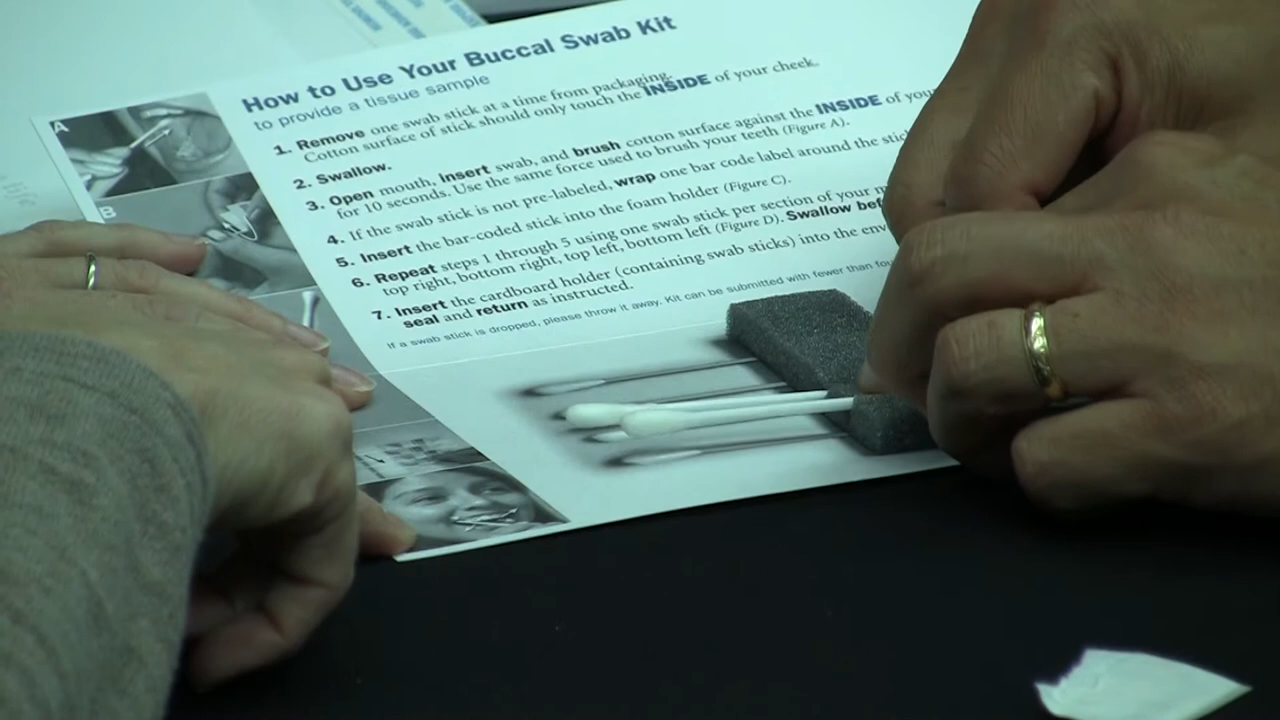 How to Use Your Buccal Swab Kit
to provide a tissue sample
A
1. Remove one swab stick at a time from packaging.
Cotton surface of stick should only touch the INSIDE of your cheek.
2. Swallow.
3. Open mouth, insert swab, and brush cotton surface against the INSIDE of your
for 10 seconds. Use the same force used to brush your teeth (Figure A).
B
4. If the swab stick is not pre-labeled, wrap one bar code label around the stick
5. Insert the bar-coded stick into the foam holder (Figure C).
6. Repeat steps 1 through 5 using one swab stick per section of your
top right, bottom right, top left, bottom left (Figure D). Swallow bef
7. Insert the cardboard holder (containing swab sticks) into the env
seal and return as instructed.
If a swab stick is dropped, please throw it away. Kit can be submitted with fewer than fou